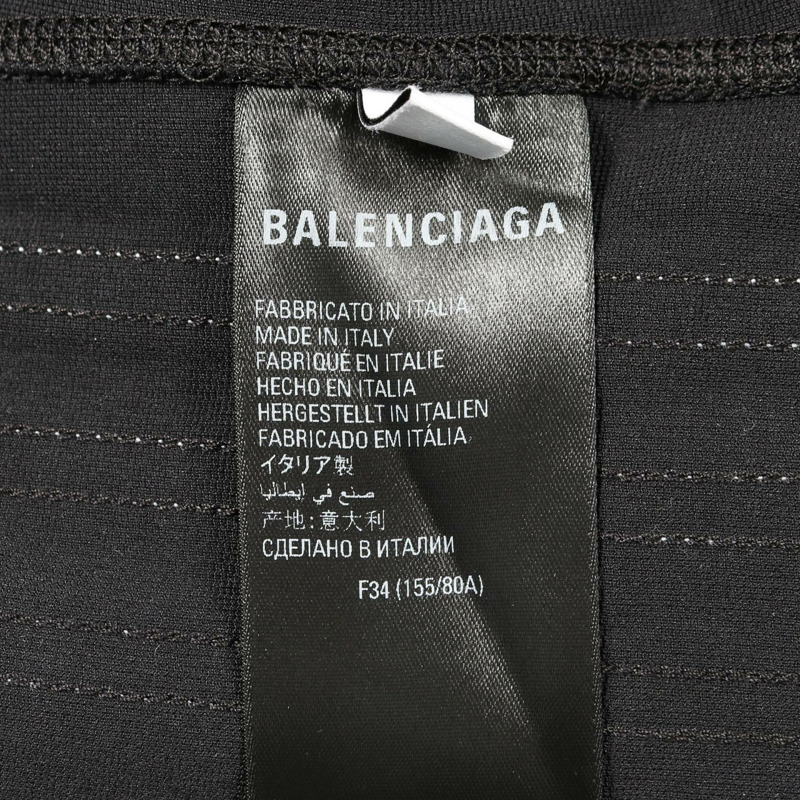 BALENCIAGA
FABBRICATO IN ITALIA
MADE IN ITALY
FABRIQUÉ EN ITALIE
HECHO EN ITALIA
HERGESTELLT IN ITALIEN
FABRICADO EM ITÁLIA
イタリア製
صنع في إيطاليا
产地:意大利
СДЕЛАНО В ИТАЛИИ
F34 (155/80A)